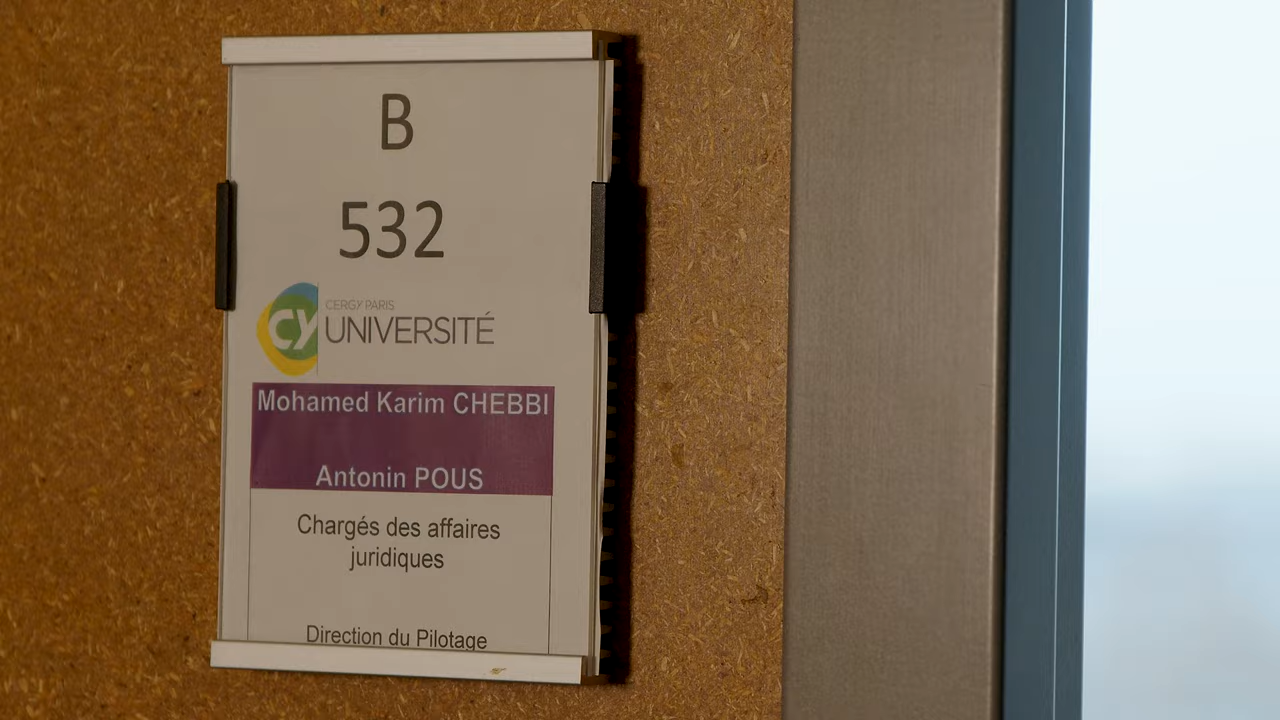 B
532
CY
CERGY PARIS
UNIVERSITÉ
Mohamed Karim CHEBBI
Antonin POUS
Chargés des affaires
juridiques
Direction du Pilotage